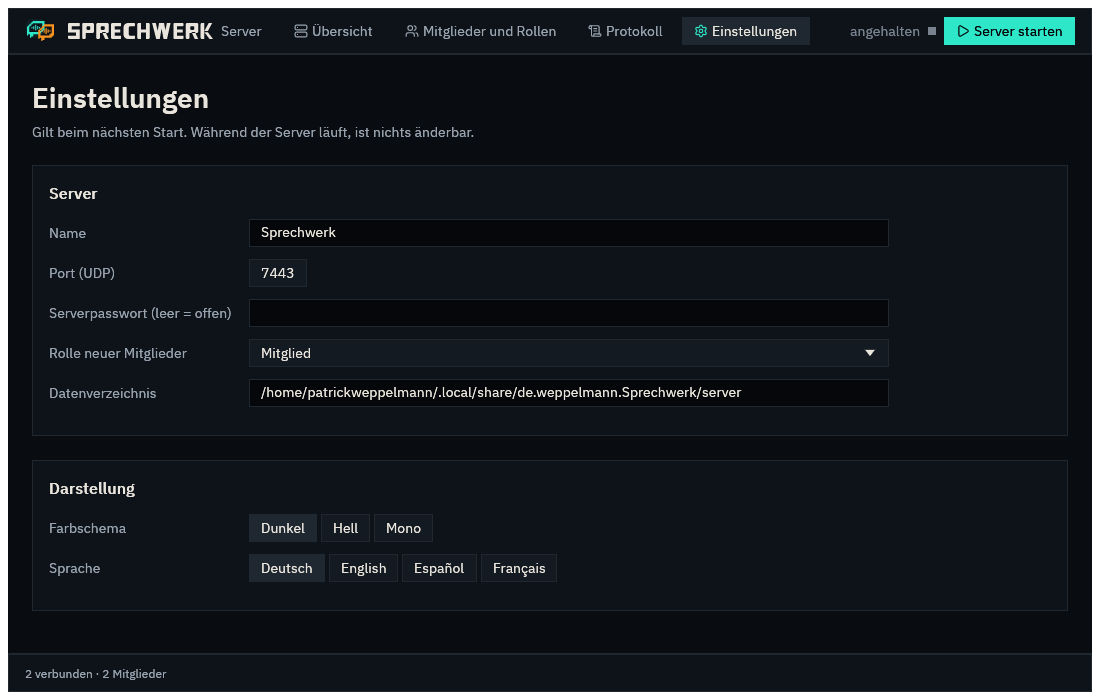 SPRECHWERK Server Übersicht Mitglieder und Rollen Protokoll Einstellungen angehalten Server starten
Einstellungen
Gilt beim nächsten Start. Während der Server läuft, ist nichts änderbar.
Server
Name Sprechwerk
Port (UDP) 7443
Serverpasswort (leer = offen)
Rolle neuer Mitglieder Mitglied
Datenverzeichnis /home/patrickweppelmann/.local/share/de.weppelmann.Sprechwerk/server
Darstellung
Farbschema Dunkel Hell Mono
Sprache Deutsch English Español Français
2 verbunden · 2 Mitglieder